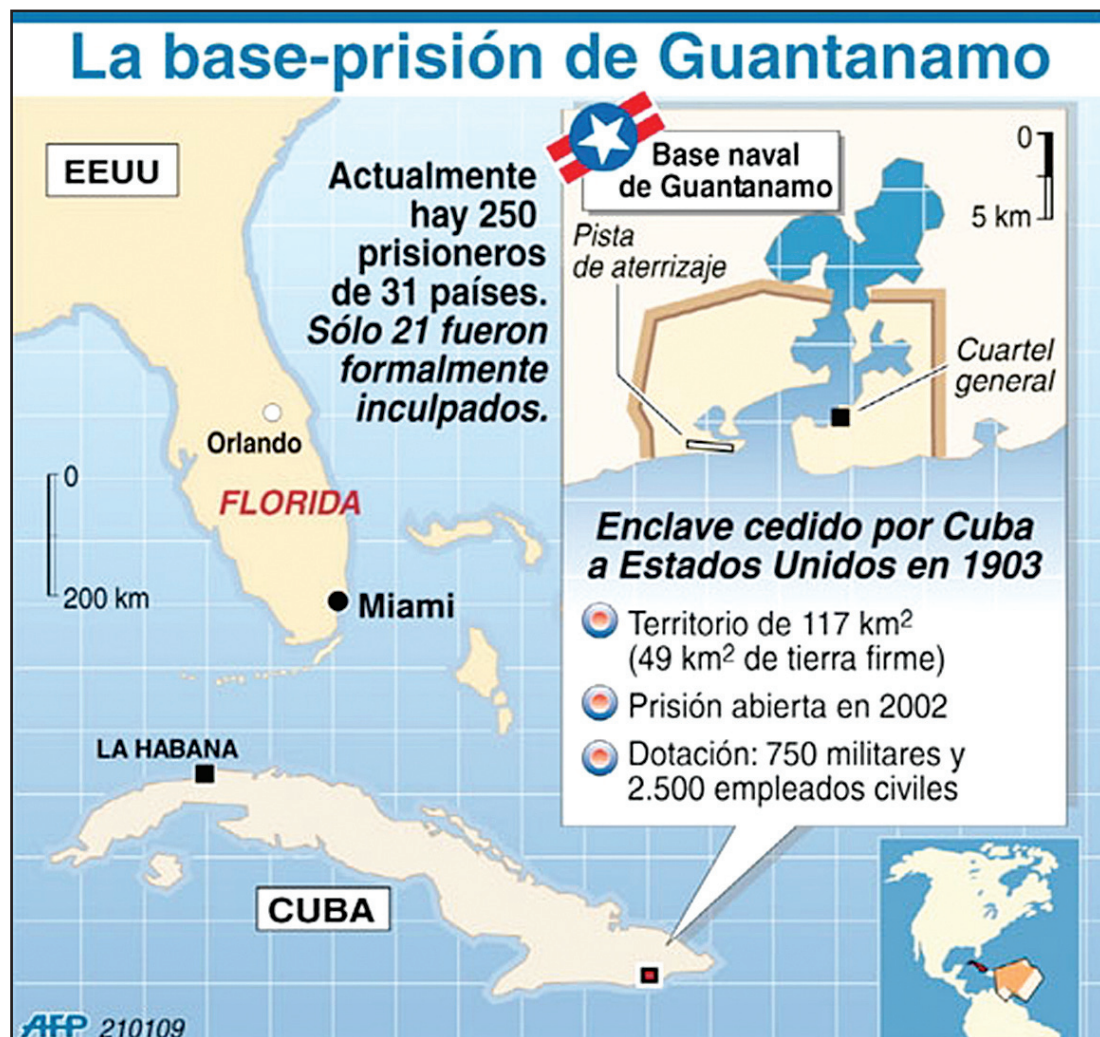 La base-prisión de Guantanamo
EEUU
Actualmente
hay 250
prisioneros
de 31 países.
Sólo 21 fueron
formalmente
inculpados.
Orlando
FLORIDA
0
200 km
Miami
LA HABANA
CUBA
Base naval
de Guantanamo
0
5 km
Pista
de aterrizaje
Cuartel
general
Enclave cedido por Cuba
a Estados Unidos en 1903
Territorio de 117 km²
(49 km² de tierra firme)
Prisión abierta en 2002
Dotación: 750 militares y
2.500 empleados civiles
AFP 210109